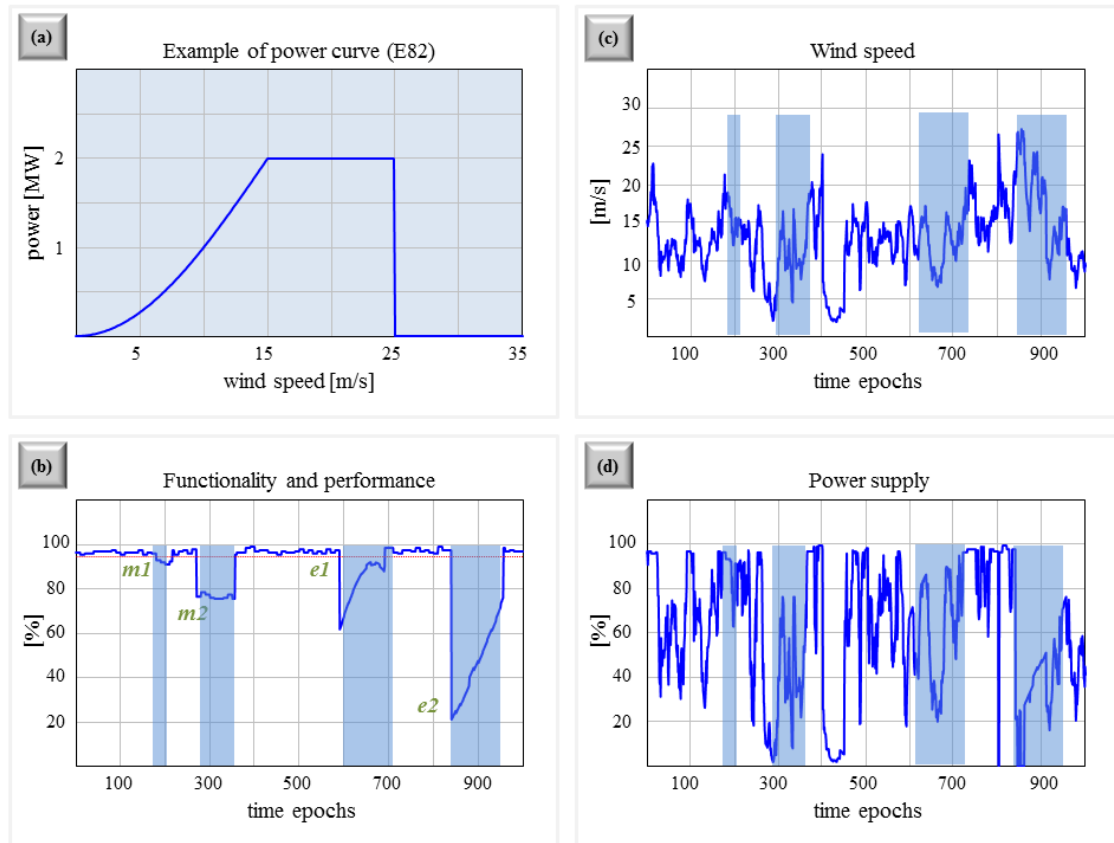 (a)
Example of power curve (E82)
power [MW]
2
1
5 15 25 35
wind speed [m/s]
(c)
Wind speed
[m/s]
30
25
20
15
10
5
100 300 500 700 900
time epochs
(b)
Functionality and performance
[%]
100
80
60
40
20
m1
m2
e1
e2
100 300 500 700 900
time epochs
(d)
Power supply
[%]
100
80
60
40
20
100 300 500 700 900
time epochs